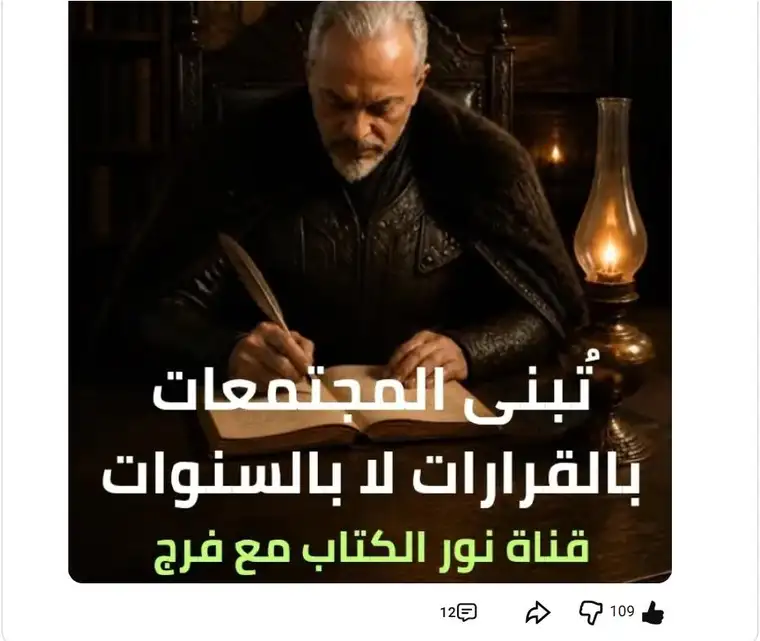 تُبنى المجتمعات
بالقرارات لا بالسنوات
قناة نور الكتاب مع فرج
109
12